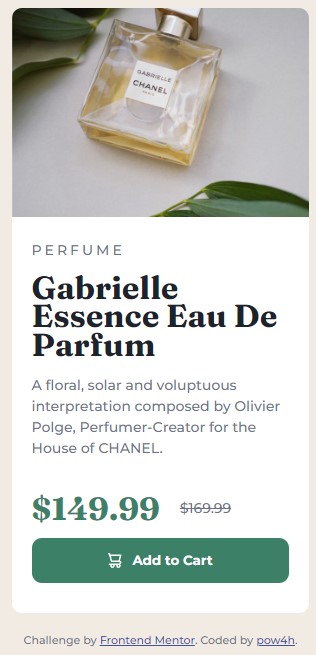 GABRIELLE
CHANEL
PARIS
PERFUME
Gabrielle
Essence Eau De
Parfum
A floral, solar and voluptuous
interpretation composed by Olivier
Polge, Perfumer-Creator for the
House of CHANEL.
$149.99 $169.99
Add to Cart
Challenge by Frontend Mentor. Coded by pow4h.